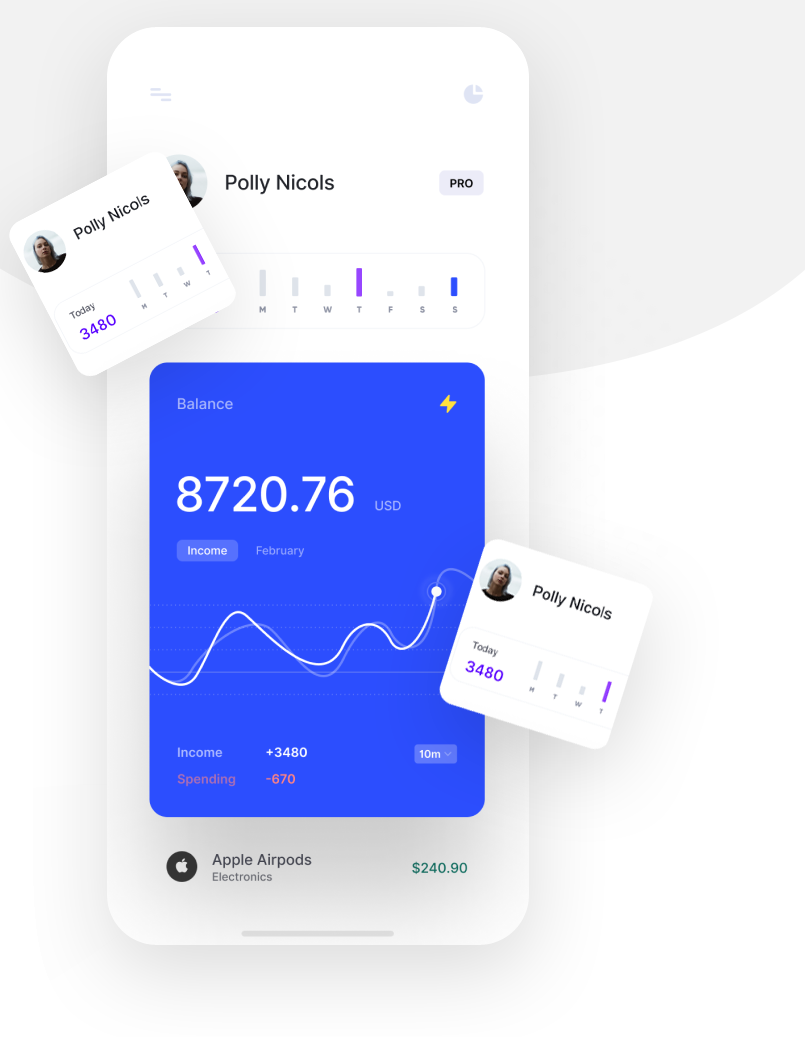 Polly Nicols
PRO
M T W T F S S
Polly Nicols
Today
3480
M T W T
Balance
8720.76 USD
Income February
Polly Nicols
Today
3480
M T W T
Income +3480
10m
Spending -670
Apple Airpods
Electronics
$240.90